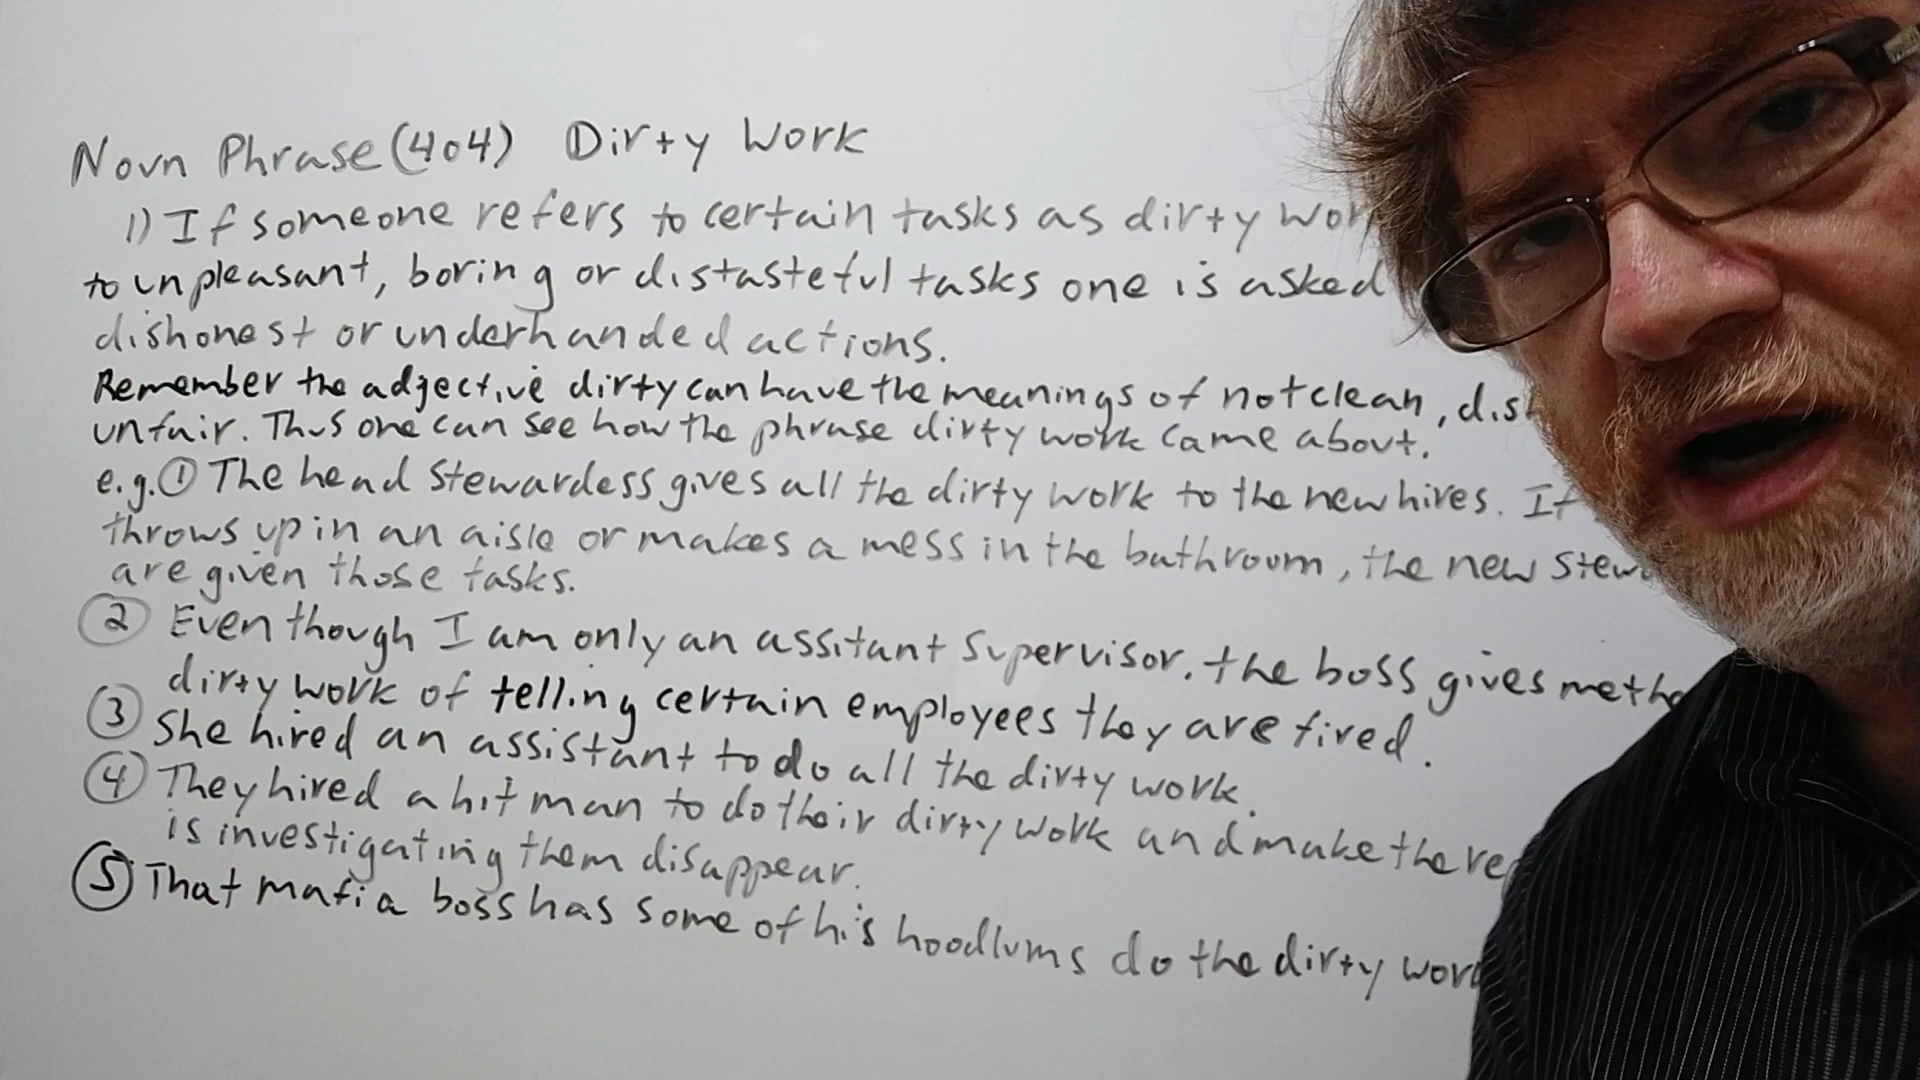 Noun Phrase (404) Dirty Work
1) If someone refers to certain tasks as dirty
to unpleasant, boring or distasteful tasks one is asked
dishonest or underhanded actions.
Remember the adjective dirty can have the meanings of not clean,
unfair. Thus one can see how the phrase dirty work came about.
e.g. ① The head stewardess gives all the dirty work to the new hires. If
throws up in an aisle or makes a mess in the bathroom, the new
are given those tasks.
② Even though I am only an assitant supervisor, the boss gives me the
dirty work of telling certain employees they are fired.
③ She hired an assistant to do all the dirty work.
④ They hired a hit man to do their dirty work and make the
is investigating them disappear.
⑤ That mafia boss has some of his hoodlums do the dirty